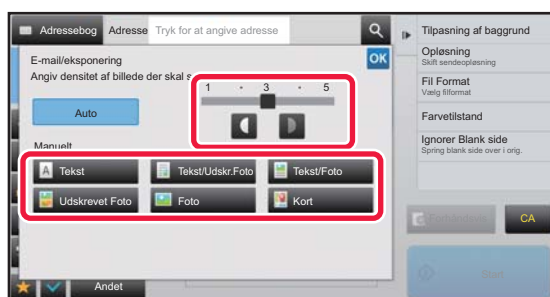 Adressebog
Adresse
Tryk for at angive adresse
E-mail/eksponering
OK
Angiv densitet af billede der skal s
1 · 3 · 5
Auto
Manuelt
Tekst
Tekst/Udskr.Foto
Tekst/Foto
Udskrevet Foto
Foto
Kort
Andet
Tilpasning af baggrund
Opløsning
Skift sendeopløsning
Fil Format
Vælg filformat
Farvetilstand
Ignorer Blank side
Spring blank side over i orig.
CA
Start